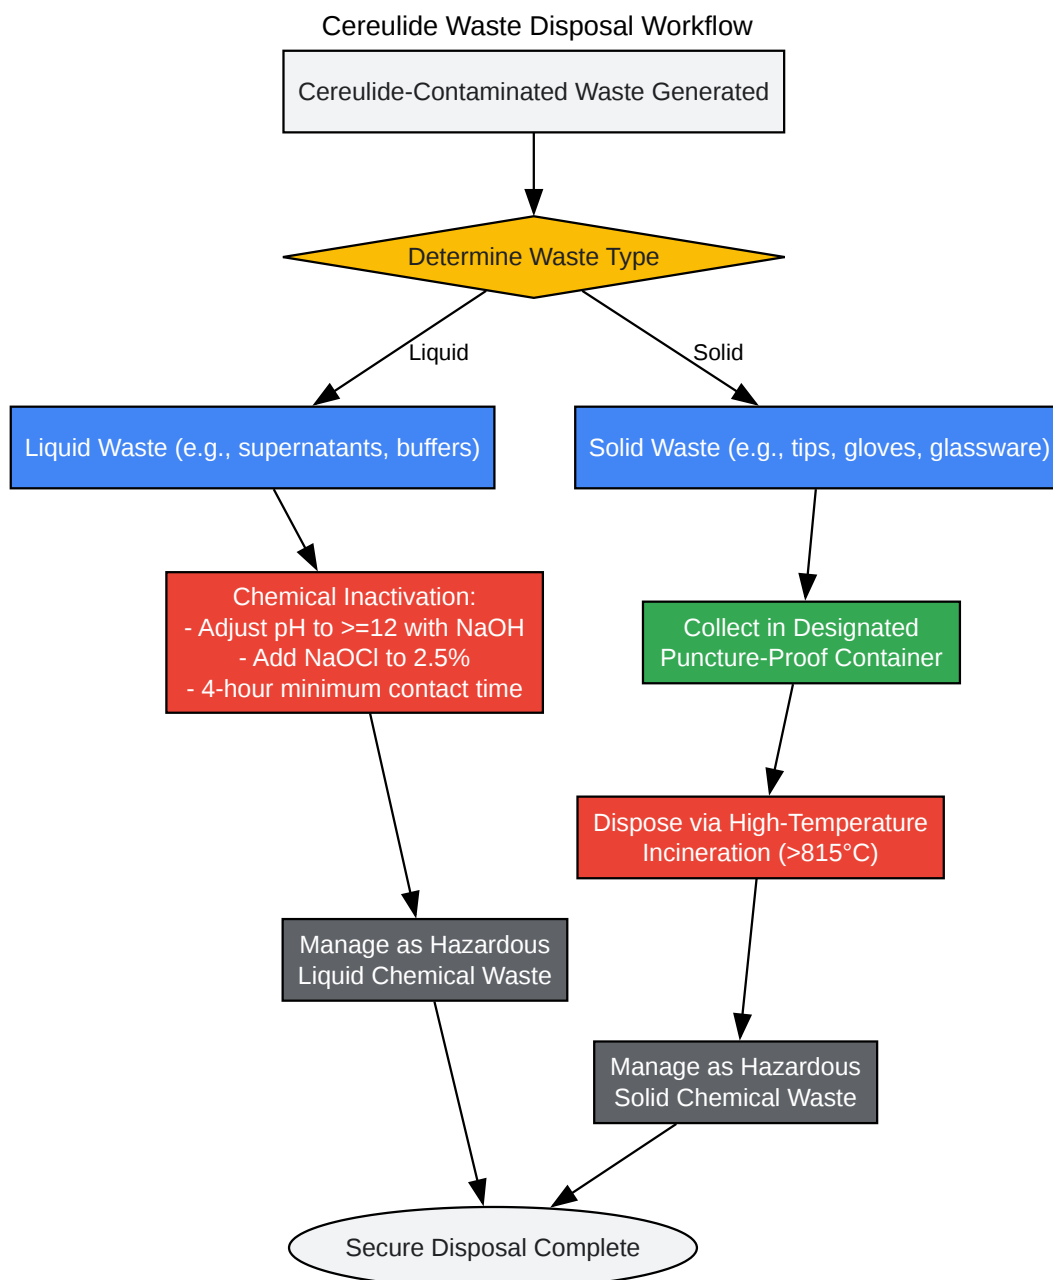 Cereulide Waste Disposal Workflow
Cereulide-Contaminated Waste Generated
Determine Waste Type
Liquid
Solid
Liquid Waste (e.g., supernatants, buffers)
Solid Waste (e.g., tips, gloves, glassware)
Chemical Inactivation:
- Adjust pH to >=12 with NaOH
- Add NaOCl to 2.5%
- 4-hour minimum contact time
Collect in Designated
Puncture-Proof Container
Dispose via High-Temperature
Incineration (>815°C)
Manage as Hazardous
Liquid Chemical Waste
Manage as Hazardous
Solid Chemical Waste
Secure Disposal Complete